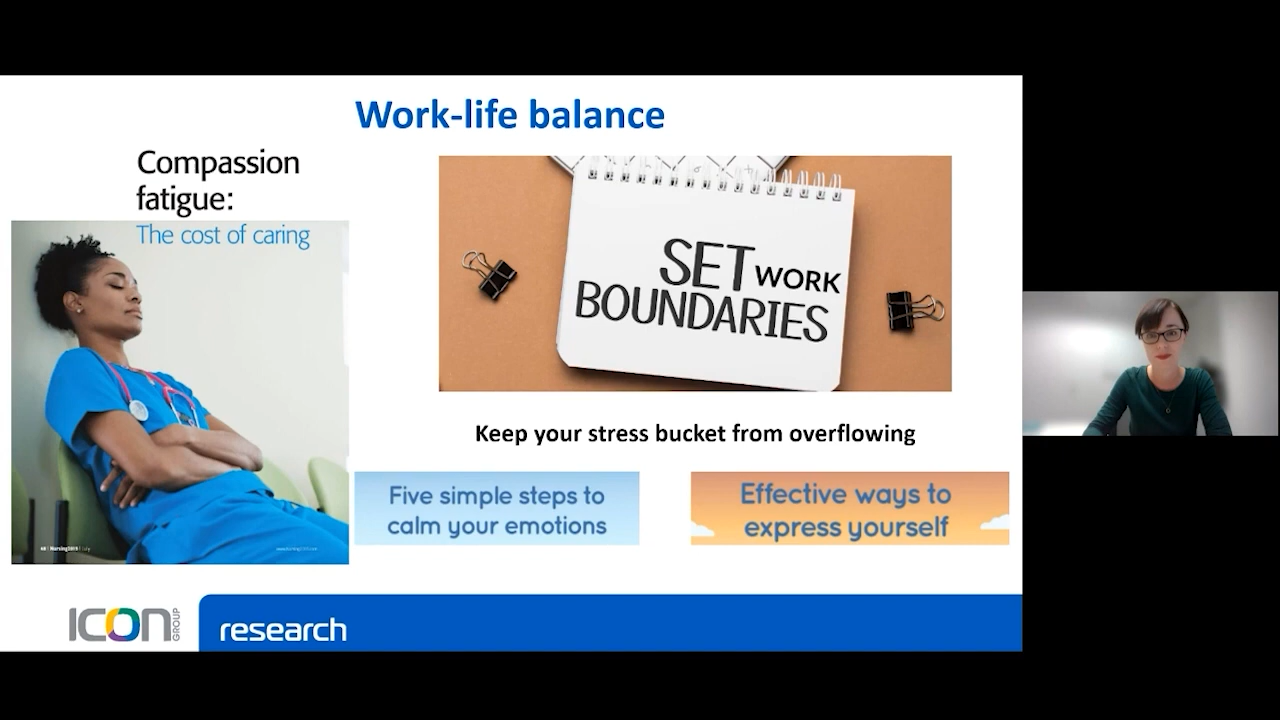 Work-life balance
Compassion
fatigue:
The cost of caring
SET WORK
BOUNDARIES
Keep your stress bucket from overflowing
Five simple steps to
calm your emotions
Effective ways to
express yourself
ICON GROUP
research